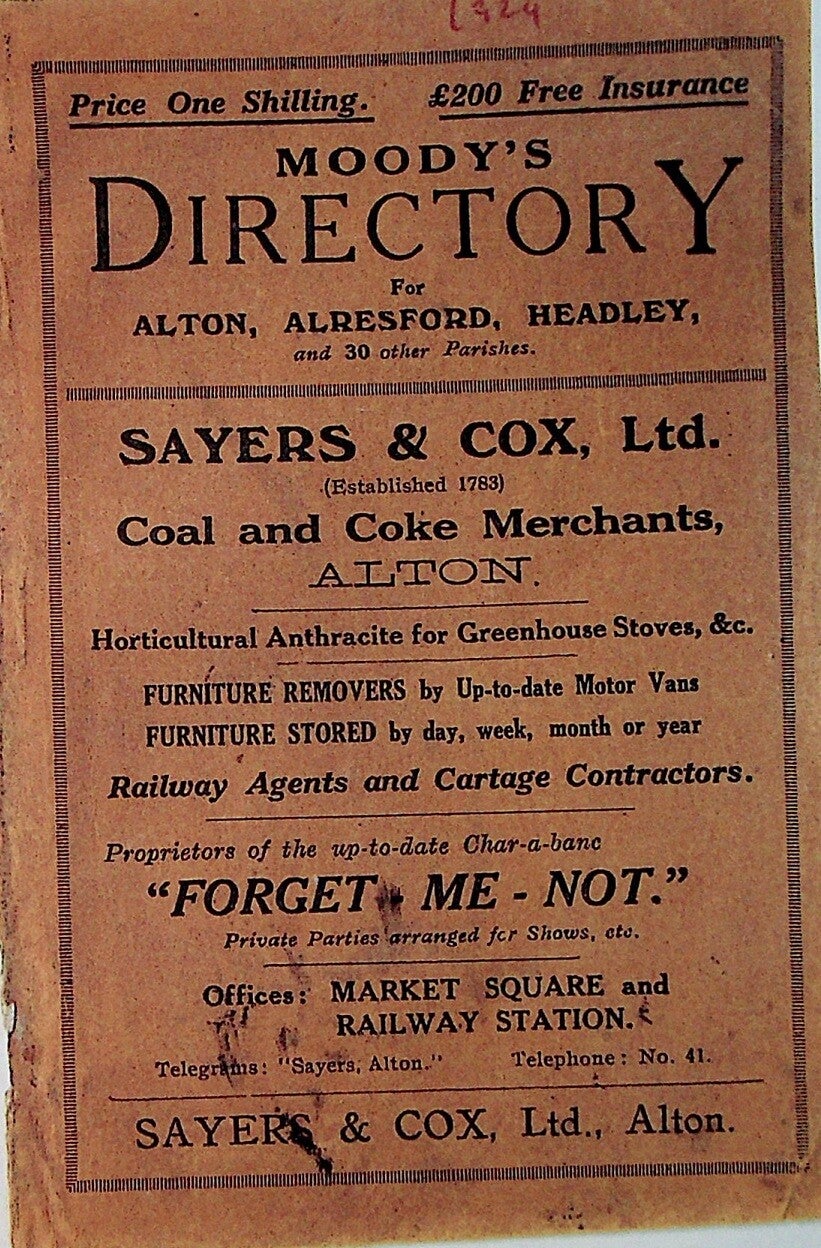 1924
Price One Shilling. £200 Free Insurance
MOODY'S
DIRECTORY
For
ALTON, ALRESFORD, HEADLEY,
and 30 other Parishes.
SAYERS & COX, Ltd.
(Established 1783)
Coal and Coke Merchants,
ALTON.
Horticultural Anthracite for Greenhouse Stoves, &c.
FURNITURE REMOVERS by Up-to-date Motor Vans
FURNITURE STORED by day, week, month or year
Railway Agents and Cartage Contractors.
Proprietors of the up-to-date Char-a-banc
"FORGET - ME - NOT."
Private Parties arranged for Shows, etc.
Offices: MARKET SQUARE and
RAILWAY STATION.
Telegrams: "Sayers, Alton." Telephone: No. 41.
SAYERS & COX, Ltd., Alton.